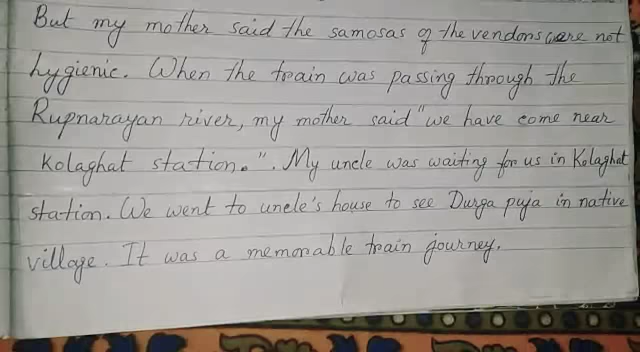 But my mother said the samosas of the vendors were not
hygienic. When the train was passing through the
Rupnarayan river, my mother said "we have come near
Kolaghat station.". My uncle was waiting for us in Kolaghat
station. We went to uncle's house to see Durga puja in native
village. It was a memorable train journey.